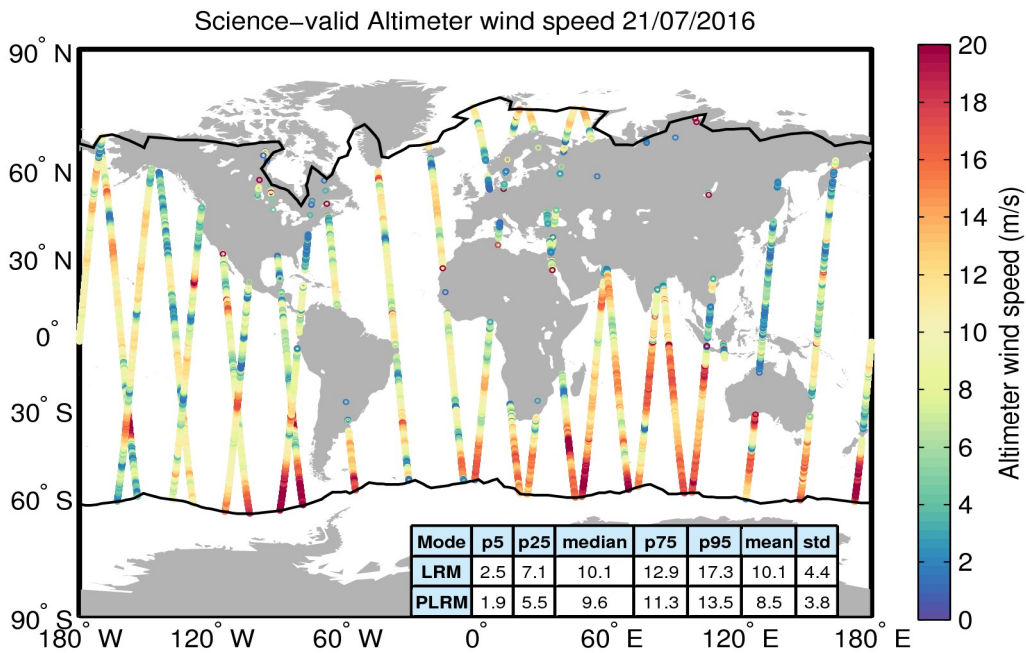 Science−valid Altimeter wind speed 21/07/2016
90° N
60° N
30° N
0°
30° S
60° S
90° S
180° W
120° W
60° W
0°
60° E
120° E
180° E
20
18
16
14
12
10
8
6
4
2
0
Altimeter wind speed (m/s)
Mode p5 p25 median p75 p95 mean std
LRM 2.5 7.1 10.1 12.9 17.3 10.1 4.4
PLRM 1.9 5.5 9.6 11.3 13.5 8.5 3.8